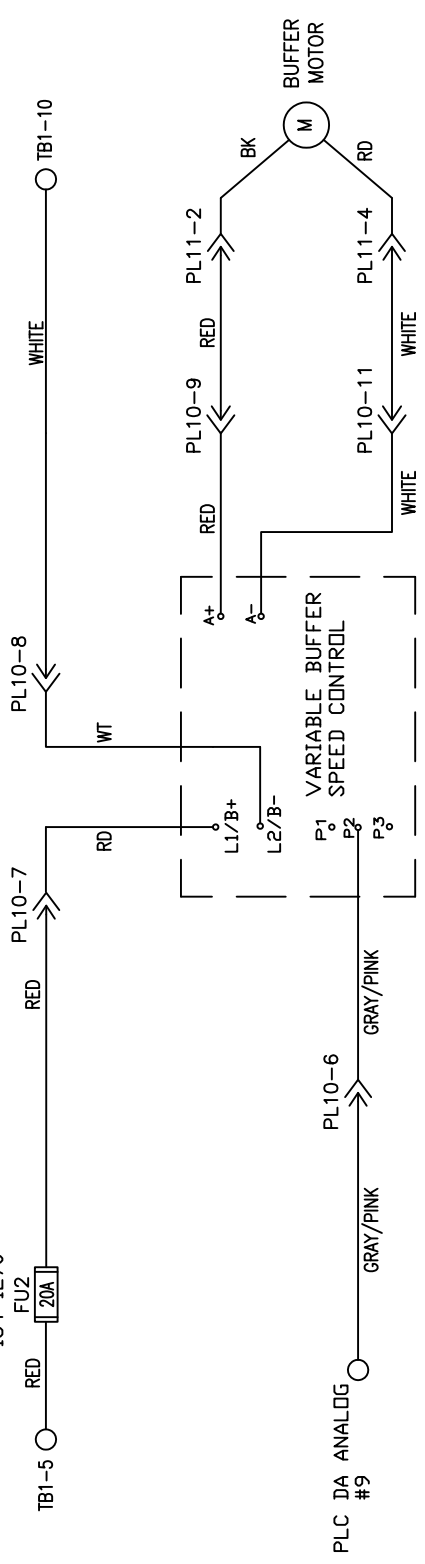 TB1-5
RED
FU2
20A
RED
PL10-7
RD
PL10-8
WT
WHITE
TB1-10
L1/B+
L2/B-
VARIABLE BUFFER
SPEED CONTROL
P1
P2
P3
A+
A-
RED
PL10-9
RED
PL11-2
BK
M
BUFFER
MOTOR
RD
WHITE
PL10-11
WHITE
PL11-4
PLC DA ANALOG
#9
GRAY/PINK
PL10-6
GRAY/PINK